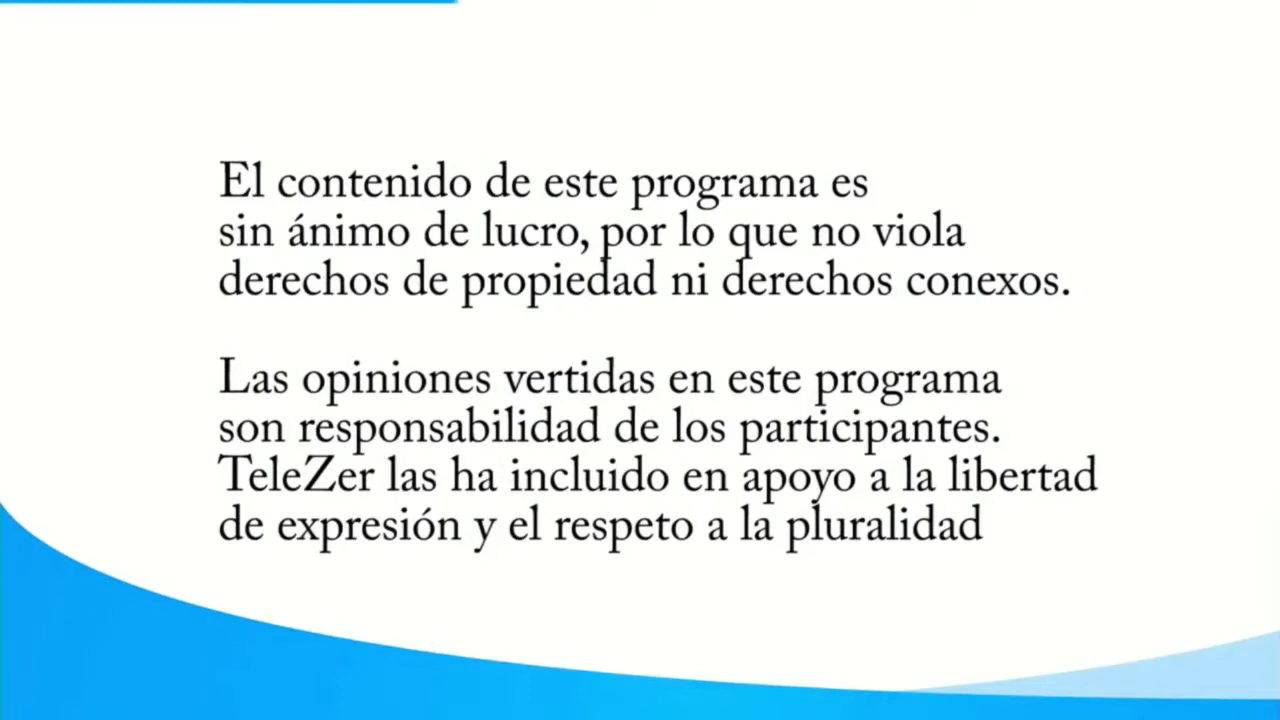 El contenido de este programa es
sin ánimo de lucro, por lo que no viola
derechos de propiedad ni derechos conexos.
Las opiniones vertidas en este programa
son responsabilidad de los participantes.
TeleZer las ha incluido en apoyo a la libertad
de expresión y el respeto a la pluralidad